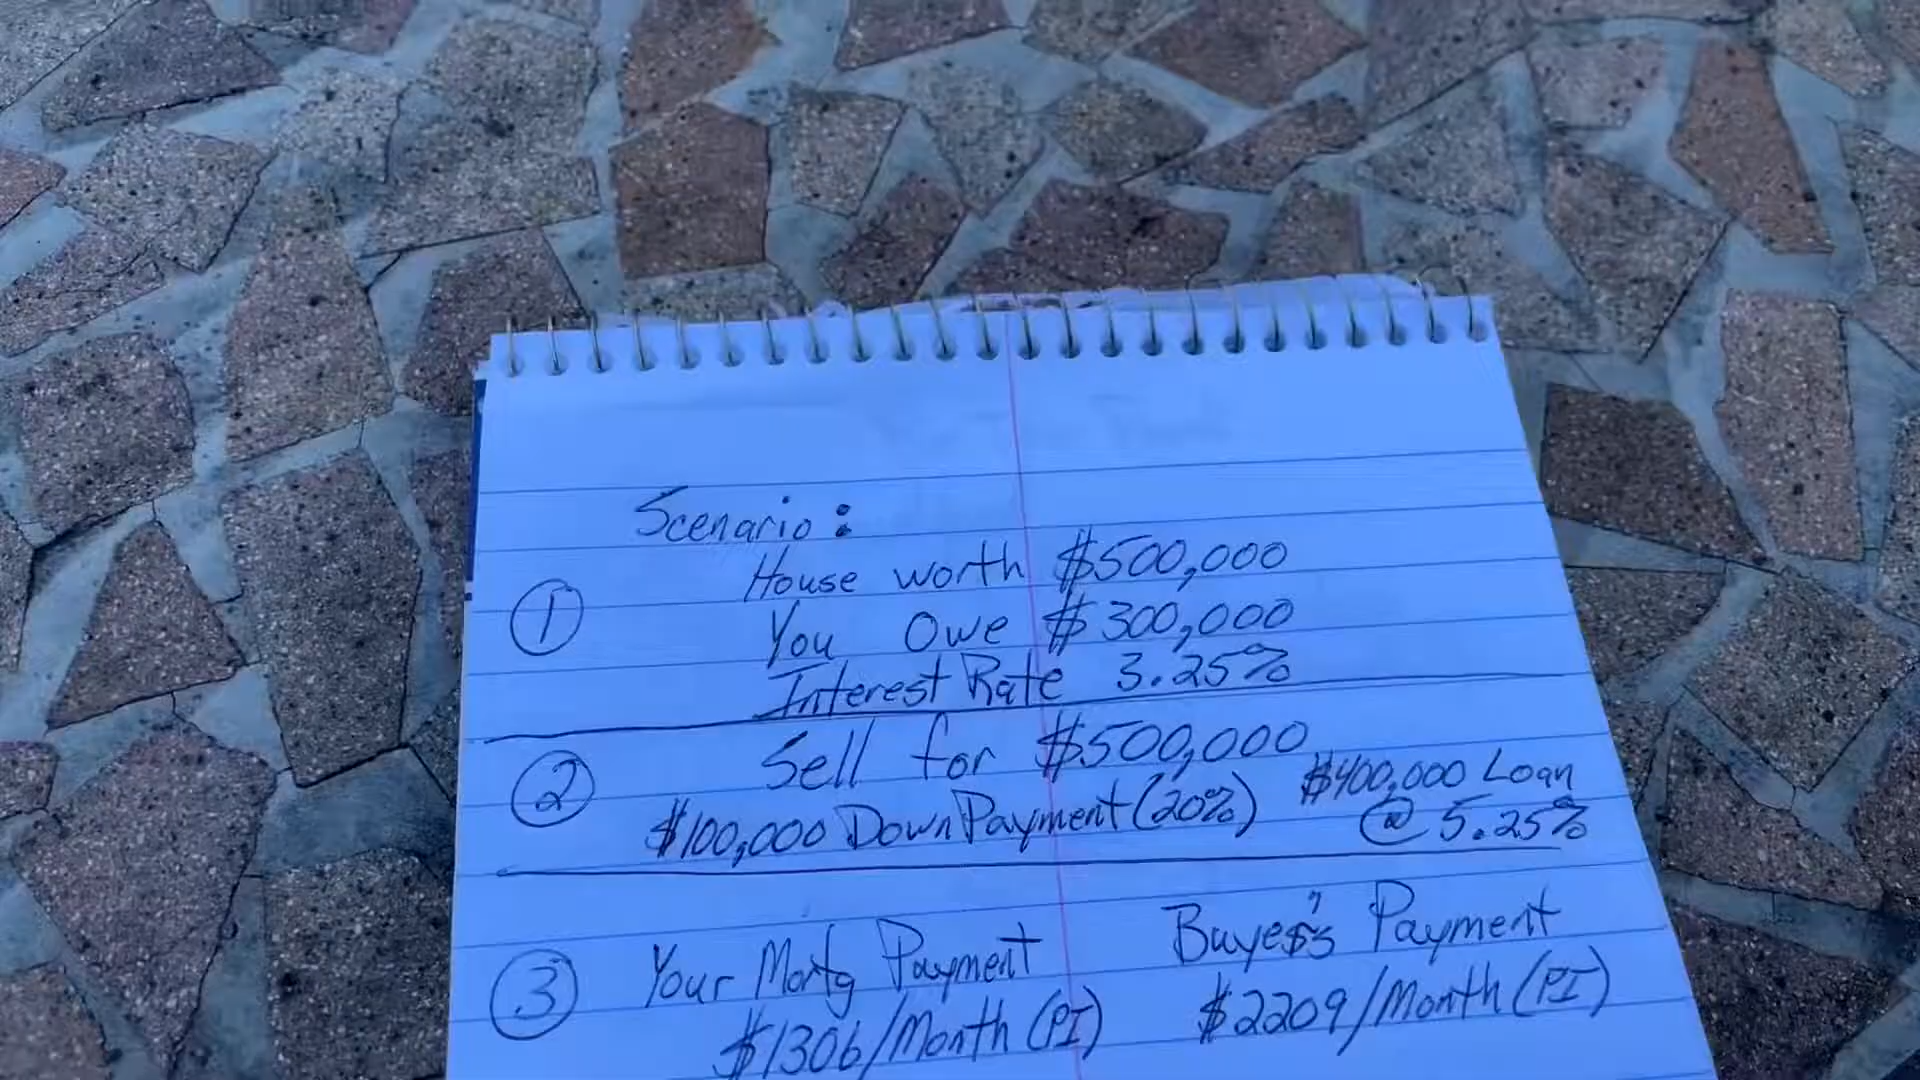 Scenario:
① House worth $500,000
You Owe $300,000
Interest Rate 3.25%
② Sell for $500,000
$100,000 Down Payment (20%)
$400,000 Loan
@ 5.25%
③ Your Mortg Payment
$1306/Month (PI)
Buyer's Payment
$2209/Month (PI)